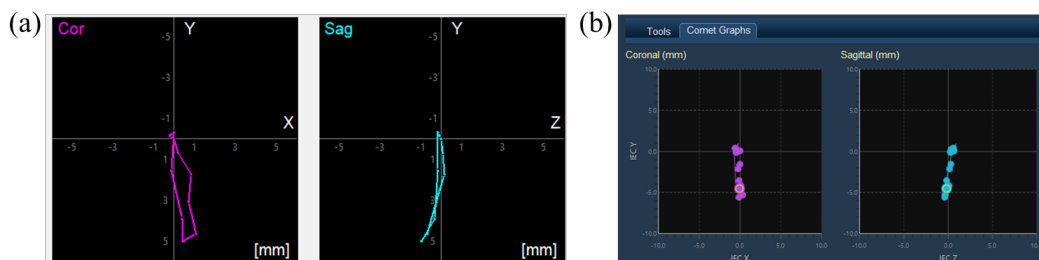 (a)
Cor
Y
-5
-3
-1
X
-5
-3
-1
1
3
5
1
3
5
[mm]
Sag
Y
-5
-3
-1
Z
-5
-3
-1
1
3
5
1
3
5
[mm]
(b)
Tools
Comet Graphs
Coronal (mm)
10.0
5.0
0.0
-5.0
-10.0
IEC Y
-10.0
-5.0
0.0
5.0
10.0
IEC X
Sagittal (mm)
10.0
5.0
0.0
-5.0
-10.0
-10.0
-5.0
0.0
5.0
10.0
IEC Z